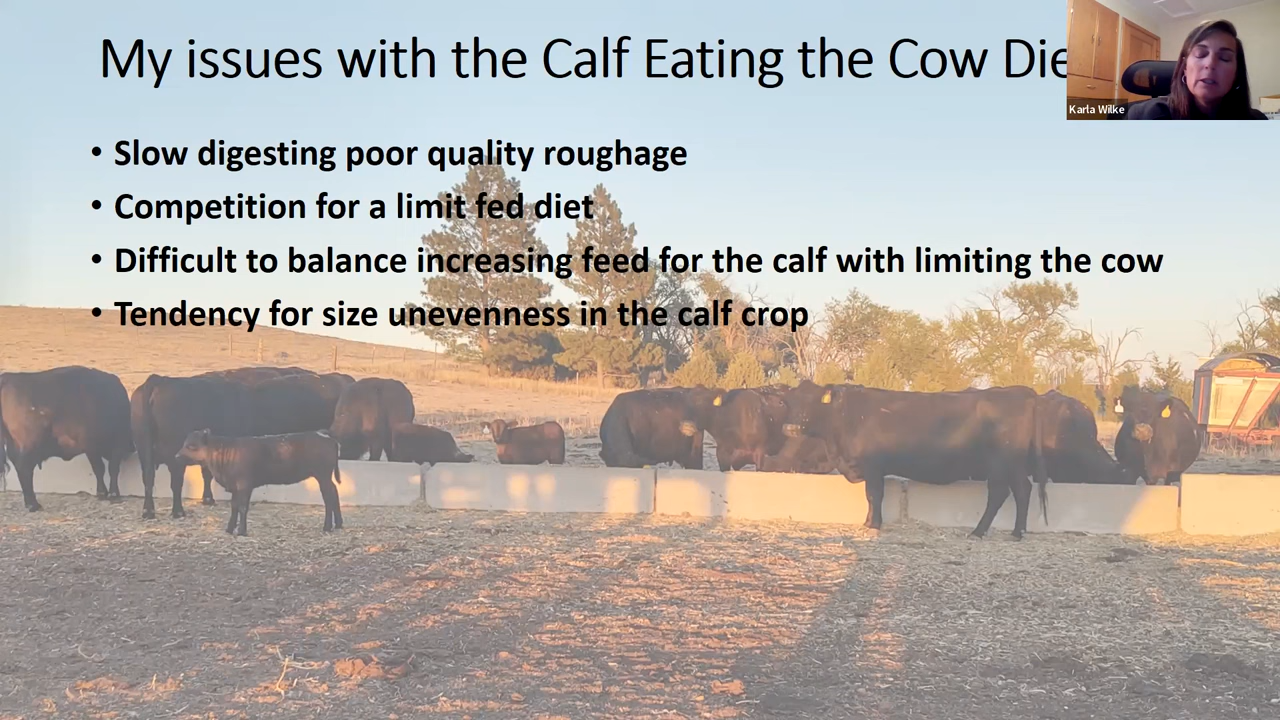 My issues with the Calf Eating the Cow Die
Karla Wilke
• Slow digesting poor quality roughage
• Competition for a limit fed diet
• Difficult to balance increasing feed for the calf with limiting the cow
• Tendency for size unevenness in the calf crop